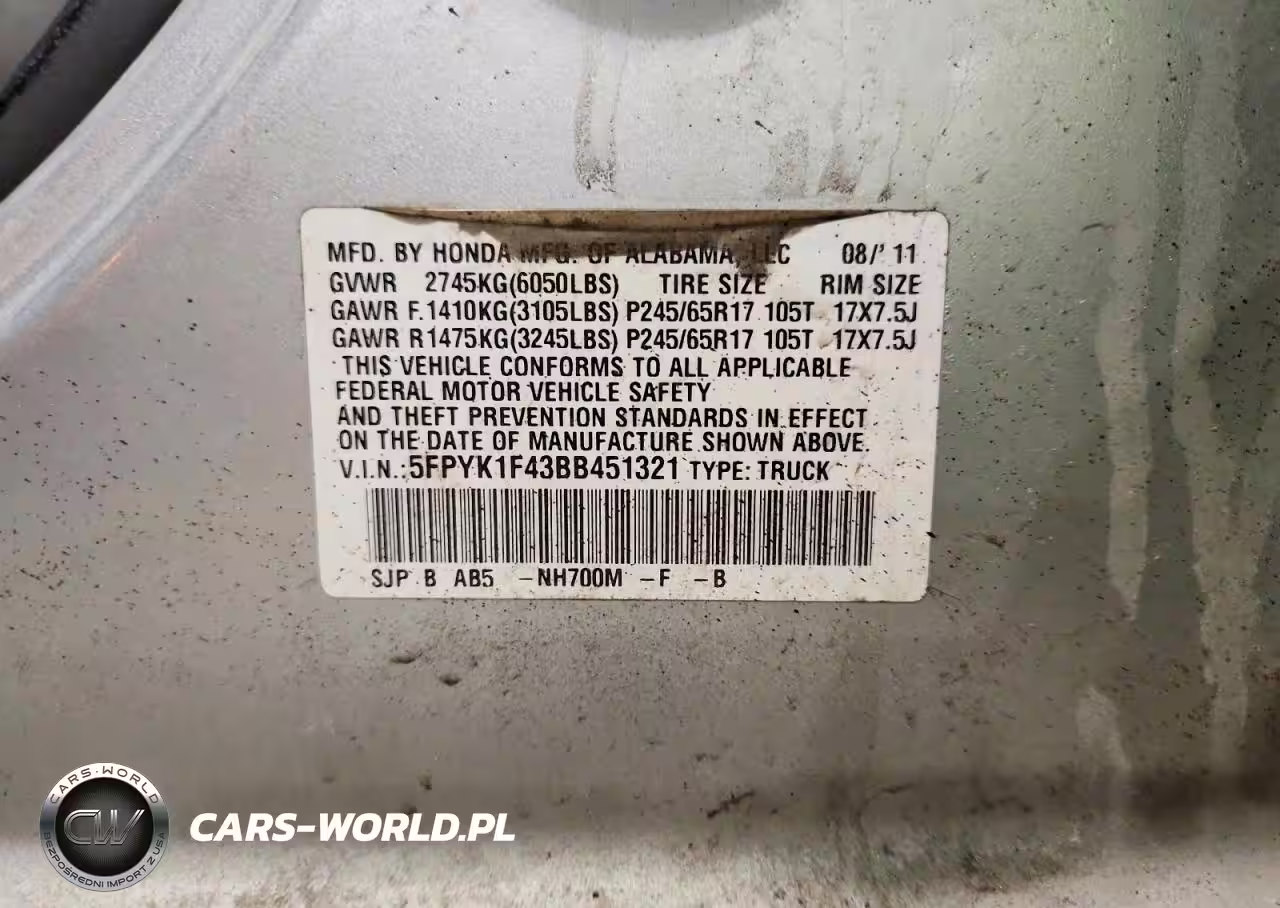 MFD. BY HONDA MFG. OF ALABAMA, LLC 08/'11
GVWR 2745KG(6050LBS) TIRE SIZE RIM SIZE
GAWR F.1410KG(3105LBS) P245/65R17 105T 17X7.5J
GAWR R1475KG(3245LBS) P245/65R17 105T 17X7.5J
THIS VEHICLE CONFORMS TO ALL APPLICABLE
FEDERAL MOTOR VEHICLE SAFETY
AND THEFT PREVENTION STANDARDS IN EFFECT
ON THE DATE OF MANUFACTURE SHOWN ABOVE.
V.I.N.:5FPYK1F43BB451321 TYPE: TRUCK
SJP B AB5 -NH700M -F -B
CARS-WORLD
CW
BEZPOŚREDNI IMPORT Z USA
CARS-WORLD.PL